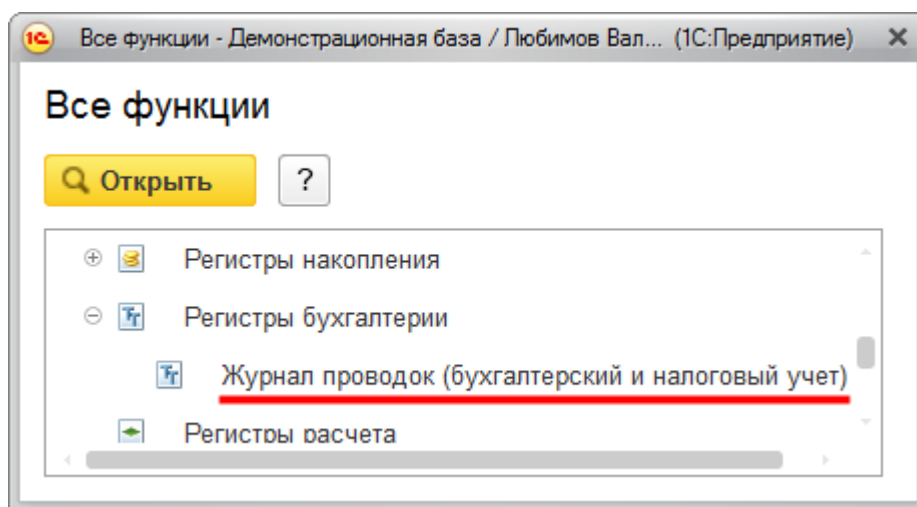 1С Все функции - Демонстрационная база / Любимов Вал... (1С:Предприятие)
Все функции
Открыть ?
Регистры накопления
Регистры бухгалтерии
Журнал проводок (бухгалтерский и налоговый учет)
Регистры расчета